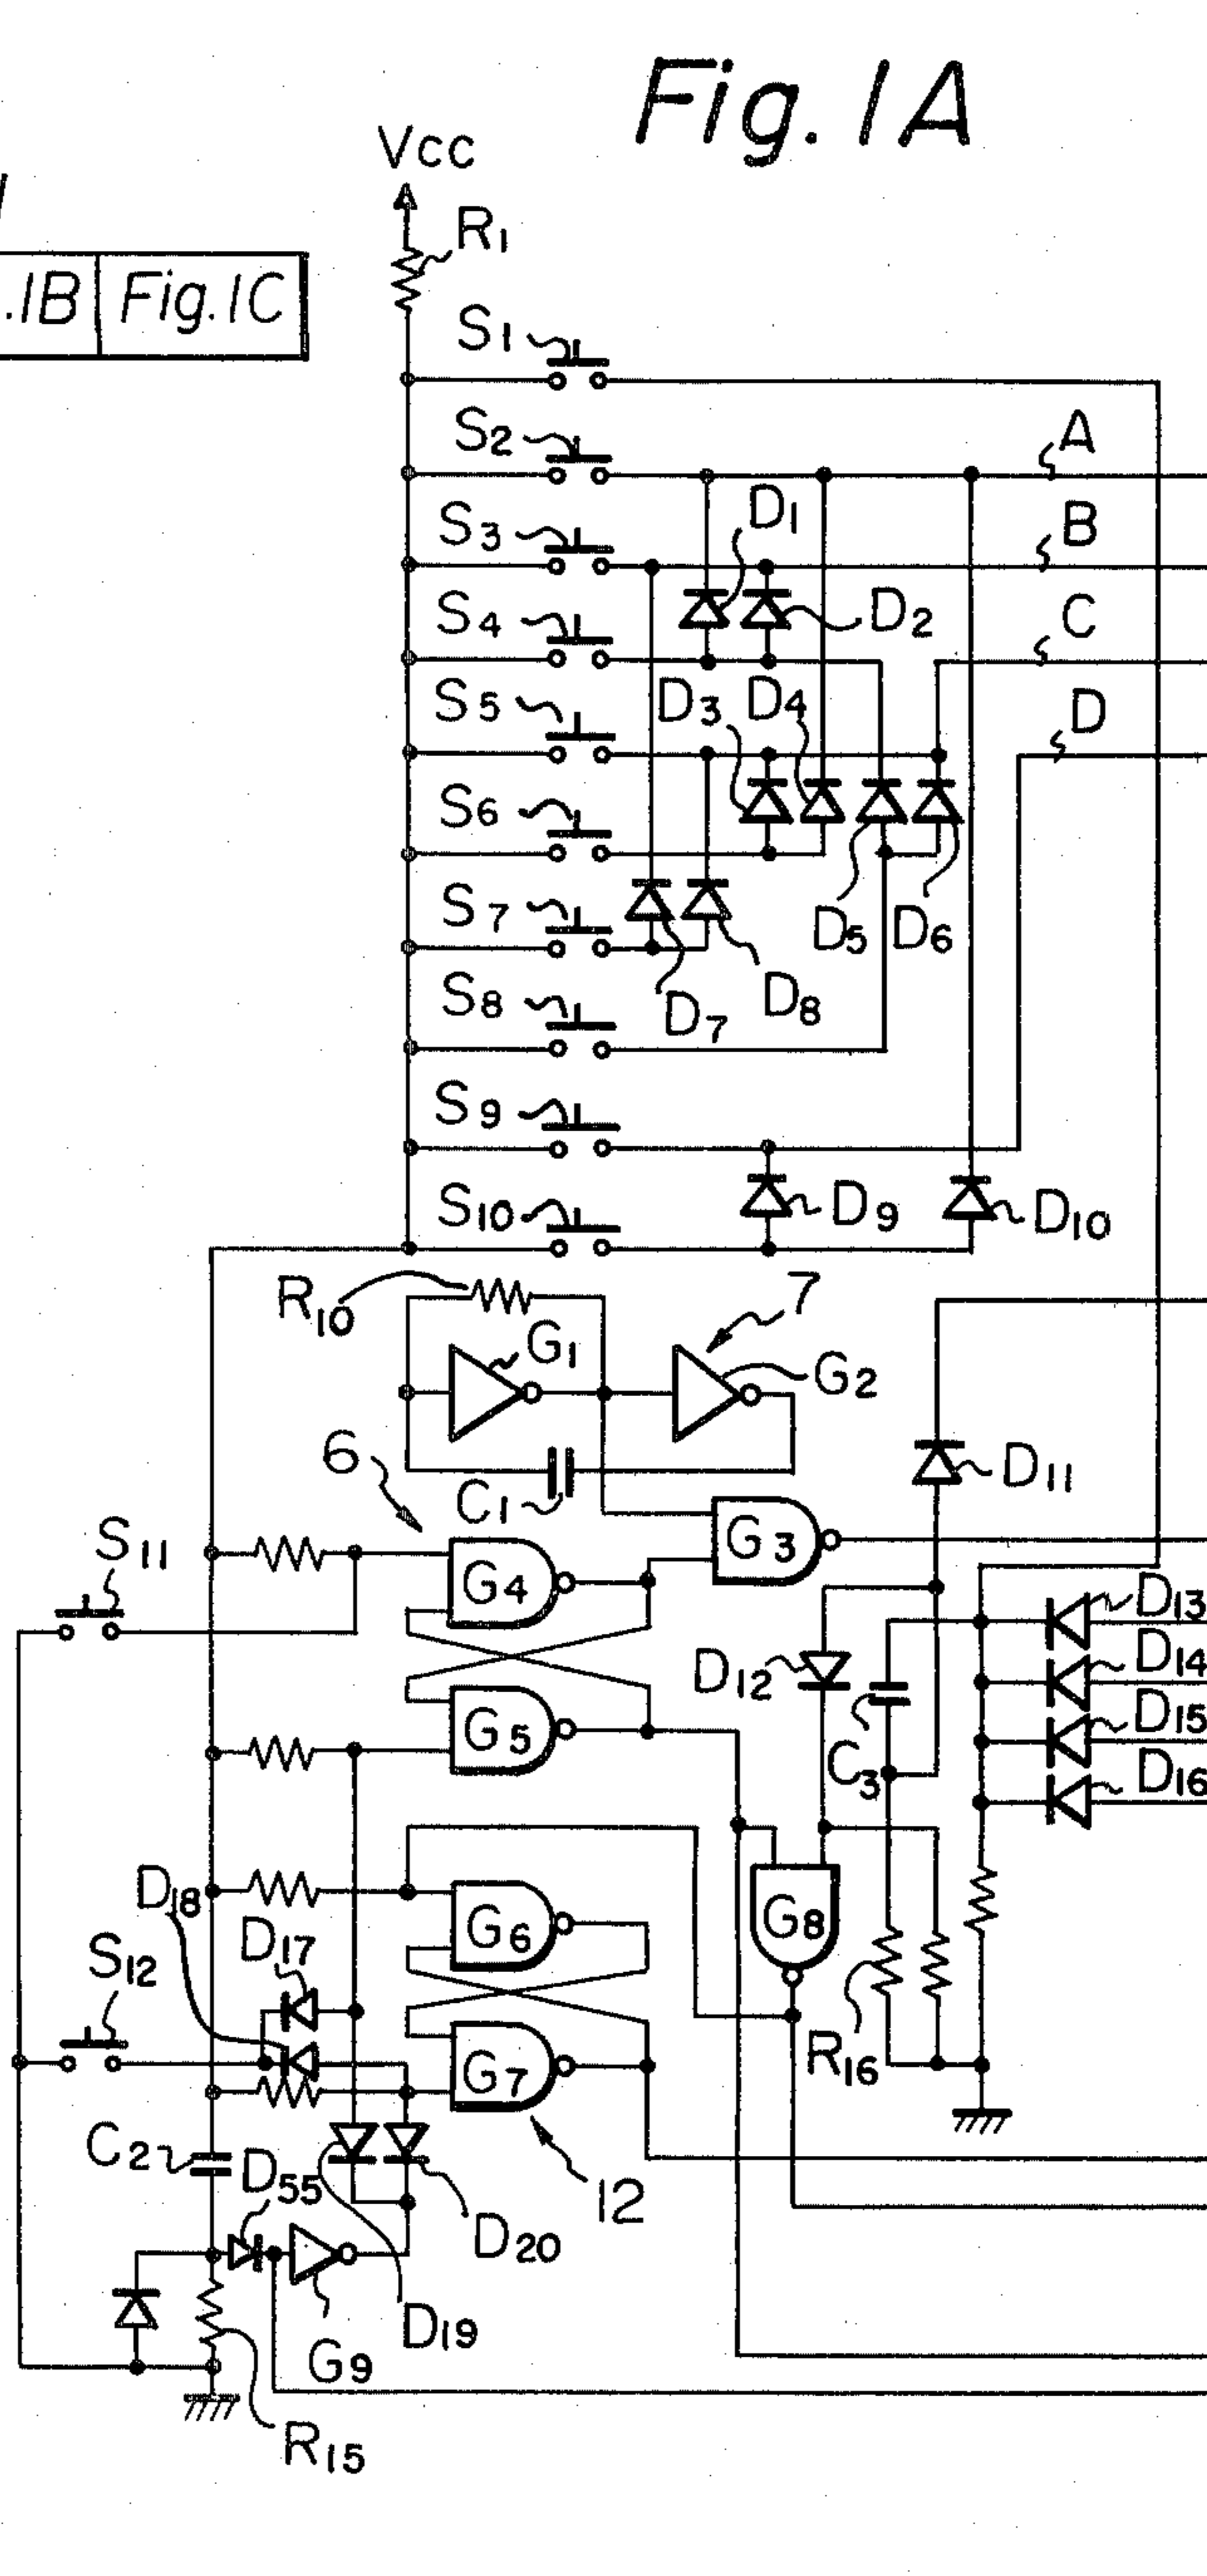 Fig. 1A
Vcc
R1
.1B Fig.1C
S1
S2
A
D1
S3
B
S4
D2
C
S5
D3 D4
D
S6
S7
D5 D6
S8
D7 D8
S9
S10
D9
D10
R10
7
G1
G2
6
C1
D11
S11
G4
G3
D13
D12
D14
G5
D15
C3
D16
D18
D17
G6
G8
S12
G7
R16
C2
D55
12
D20
D19
G9
R15